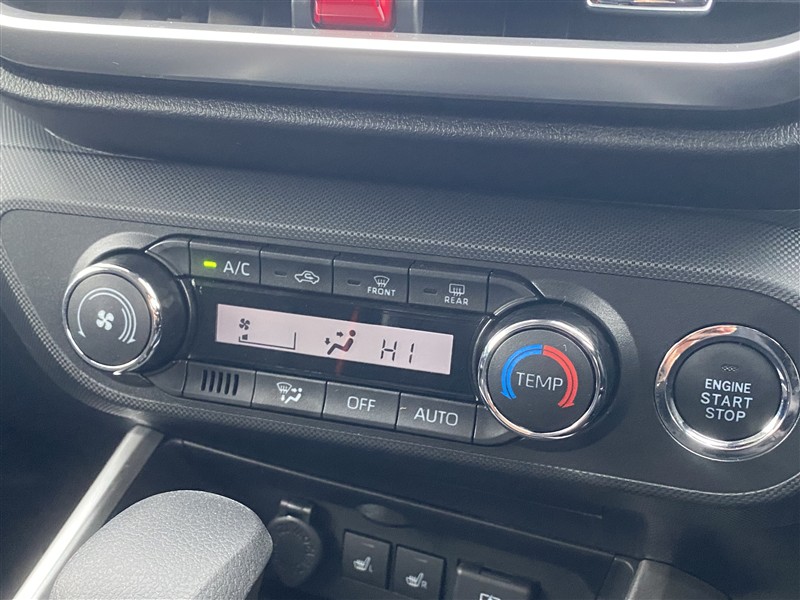 A/C
FRONT
REAR
HI
TEMP
OFF
AUTO
ENGINE
START
STOP
L
R